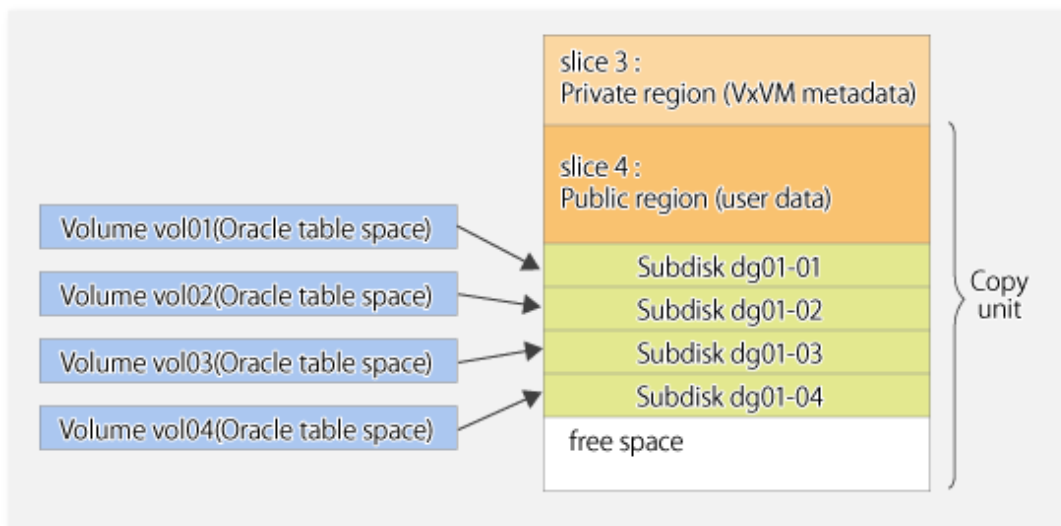 slice 3 :
Private region (VxVM metadata)
slice 4 :
Public region (user data)
Volume vol01(Oracle table space)
Volume vol02(Oracle table space)
Volume vol03(Oracle table space)
Volume vol04(Oracle table space)
Subdisk dg01-01
Subdisk dg01-02
Subdisk dg01-03
Subdisk dg01-04
free space
Copy
unit